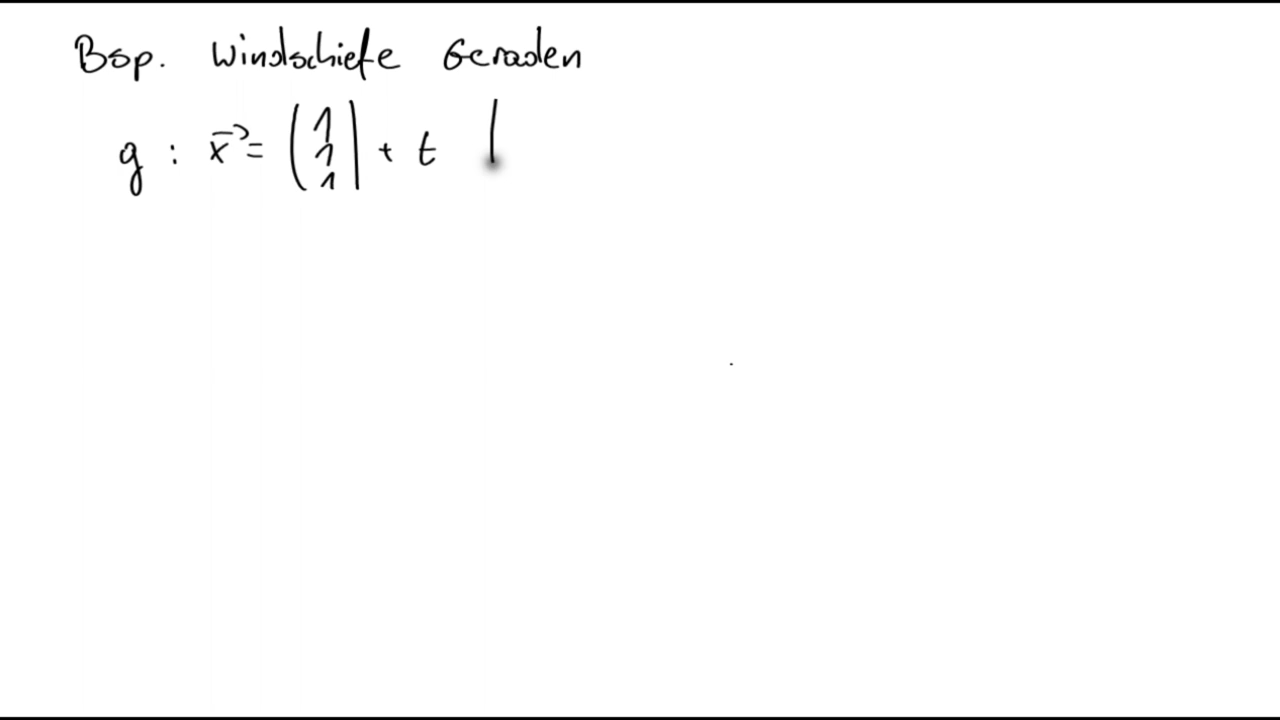 Bsp. Windschiefe Geraden
g : x⃗ = (1 1 1) + t |